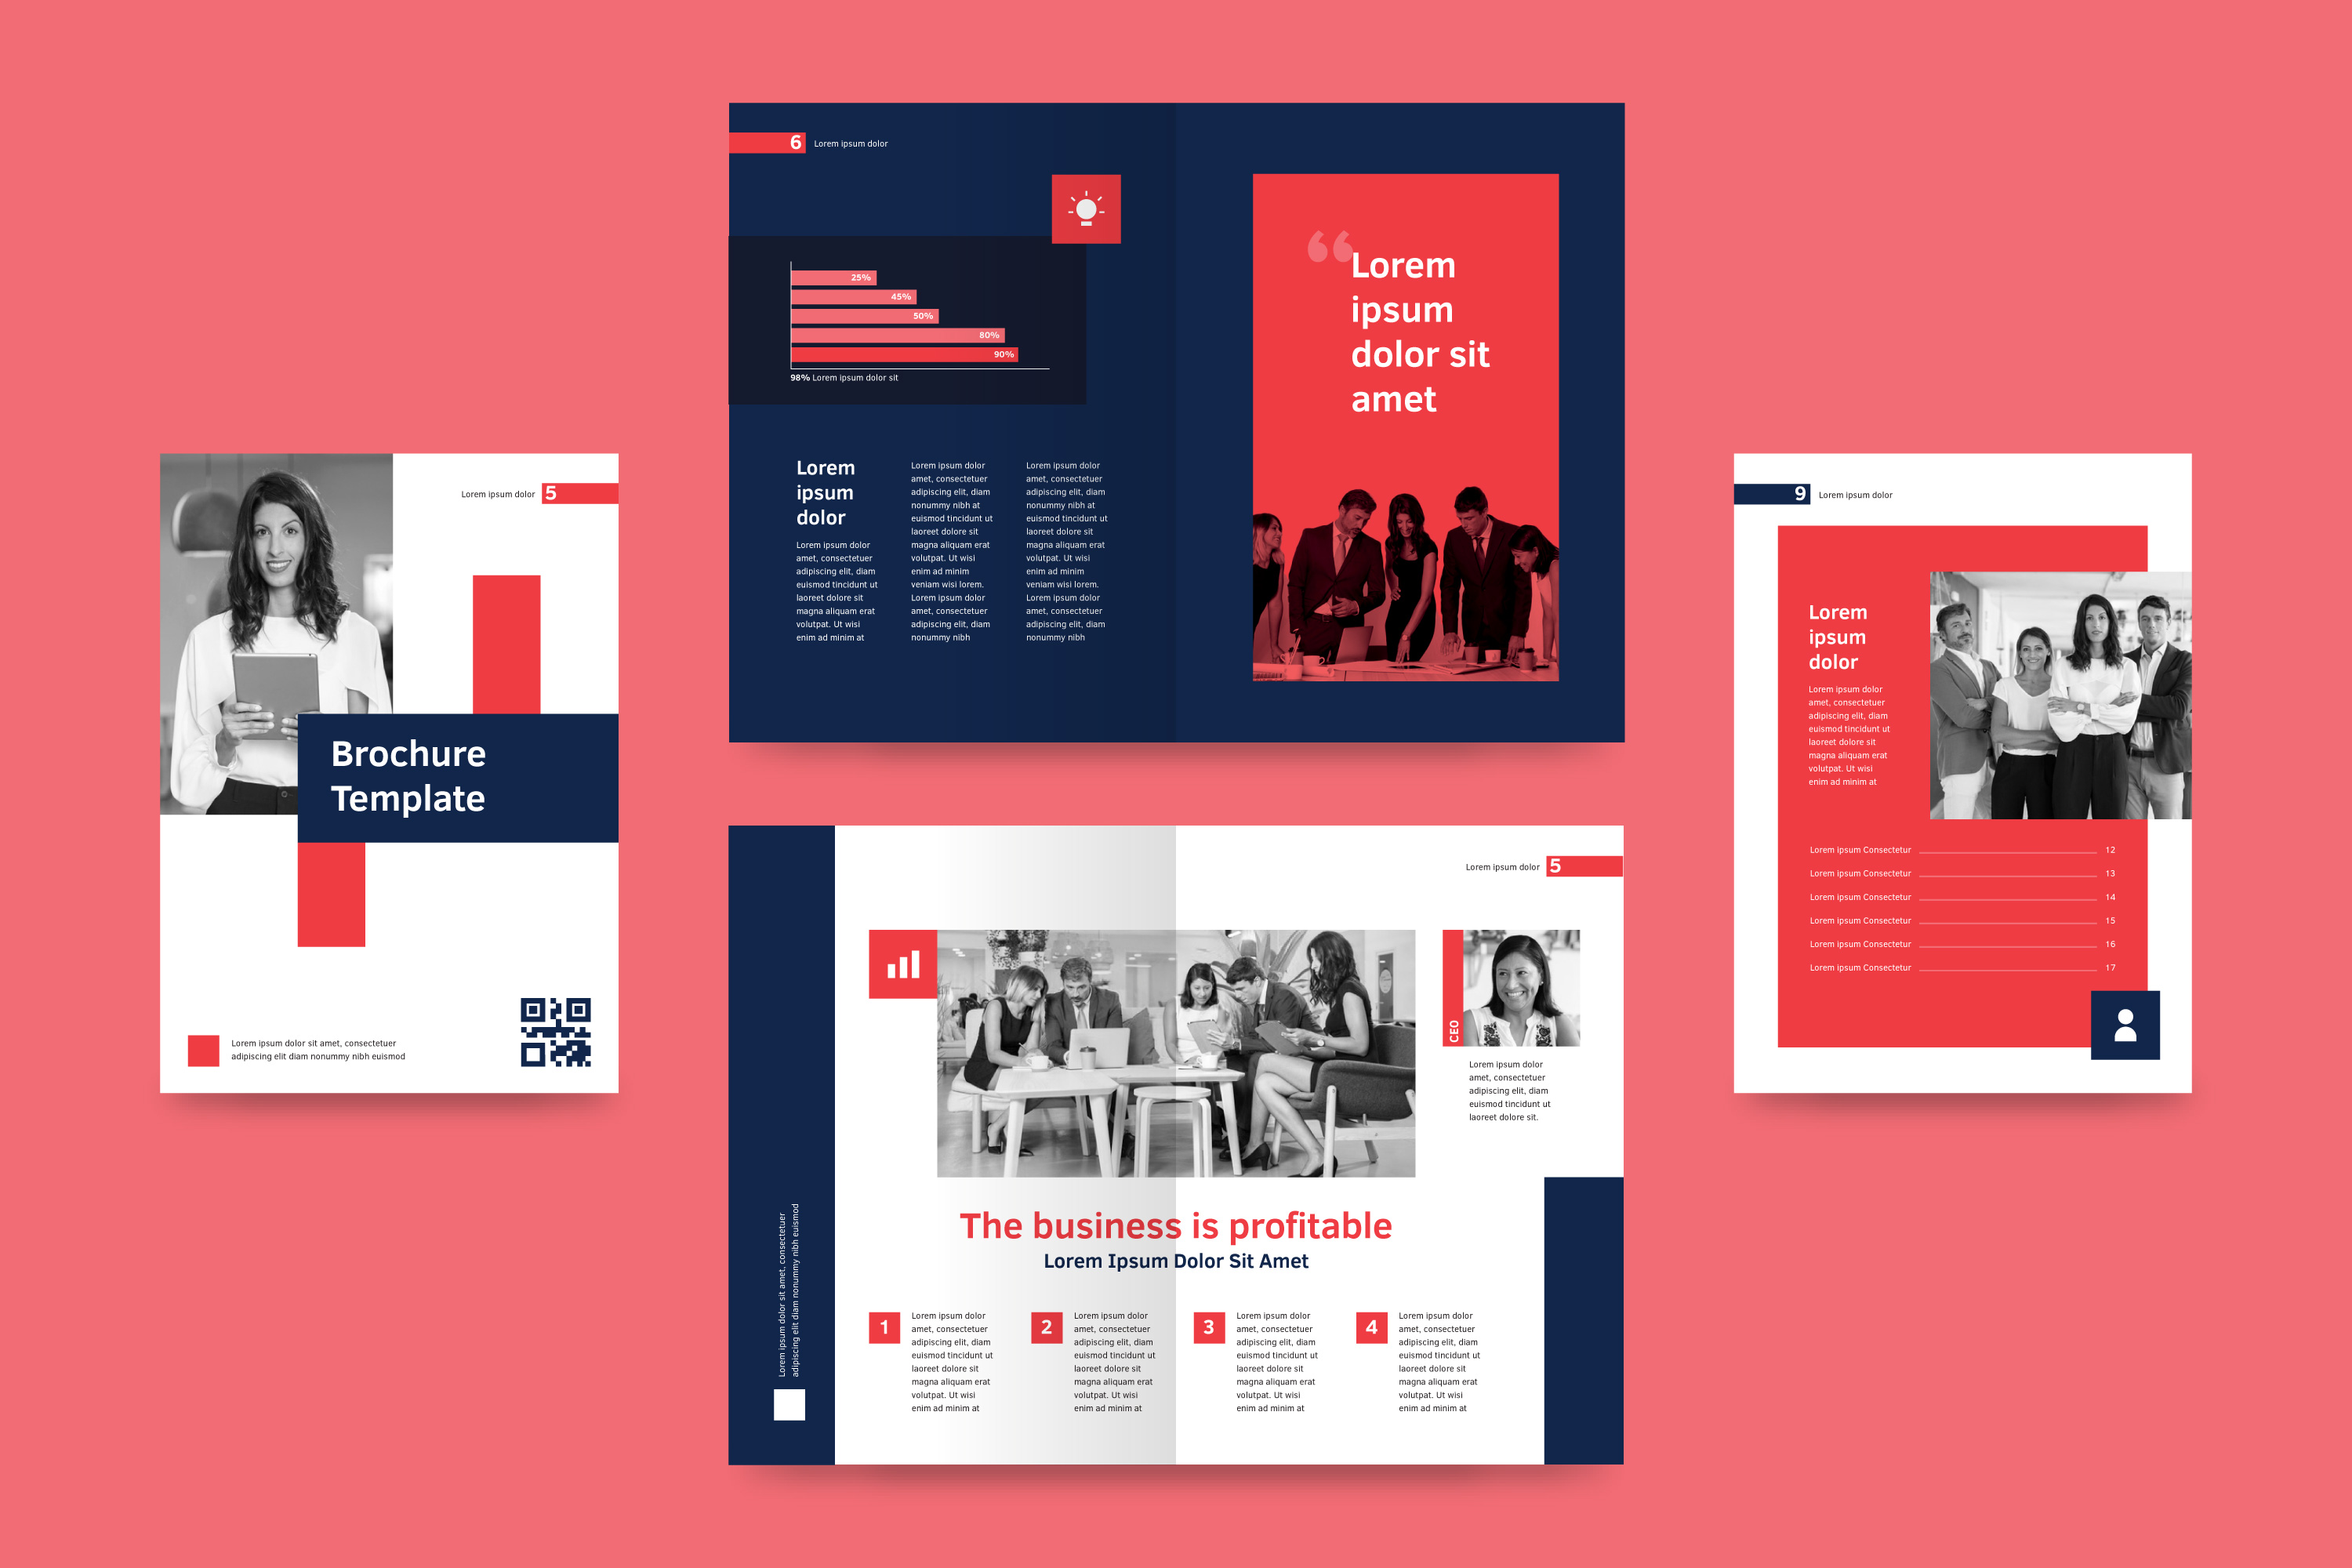 Lorem ipsum dolor 5
Brochure
Template
Lorem ipsum dolor sit amet, consectetuer
adipiscing elit diam nonummy nibh euismod
6 Lorem ipsum dolor
25%
45%
50%
80%
90%
98% Lorem ipsum dolor sit
Lorem
ipsum
dolor
Lorem ipsum dolor
amet, consectetuer
adipiscing elit, diam
euismod tincidunt ut
laoreet dolore sit
magna aliquam erat
volutpat. Ut wisi
enim ad minim at
Lorem ipsum dolor
amet, consectetuer
adipiscing elit, diam
nonummy nibh at
euismod tincidunt ut
laoreet dolore sit
magna aliquam erat
volutpat. Ut wisi
enim ad minim
veniam wisi lorem.
Lorem ipsum dolor
amet, consectetuer
adipiscing elit, diam
nonummy nibh
Lorem ipsum dolor
amet, consectetuer
adipiscing elit, diam
nonummy nibh at
euismod tincidunt ut
laoreet dolore sit
magna aliquam erat
volutpat. Ut wisi
enim ad minim
veniam wisi lorem.
Lorem ipsum dolor
amet, consectetuer
adipiscing elit, diam
nonummy nibh
“Lorem
ipsum
dolor sit
amet
Lorem ipsum dolor sit amet, consectetuer
adipiscing elit diam nonummy nibh euismod
Lorem ipsum dolor 5
CEO
Lorem ipsum dolor
amet, consectetuer
adipiscing elit, diam
euismod tincidunt ut
laoreet dolore sit.
The business is profitable
Lorem Ipsum Dolor Sit Amet
1
Lorem ipsum dolor
amet, consectetuer
adipiscing elit, diam
euismod tincidunt ut
laoreet dolore sit
magna aliquam erat
volutpat. Ut wisi
enim ad minim at
2
Lorem ipsum dolor
amet, consectetuer
adipiscing elit, diam
euismod tincidunt ut
laoreet dolore sit
magna aliquam erat
volutpat. Ut wisi
enim ad minim at
3
Lorem ipsum dolor
amet, consectetuer
adipiscing elit, diam
euismod tincidunt ut
laoreet dolore sit
magna aliquam erat
volutpat. Ut wisi
enim ad minim at
4
Lorem ipsum dolor
amet, consectetuer
adipiscing elit, diam
euismod tincidunt ut
laoreet dolore sit
magna aliquam erat
volutpat. Ut wisi
enim ad minim at
9 Lorem ipsum dolor
Lorem
ipsum
dolor
Lorem ipsum dolor
amet, consectetuer
adipiscing elit, diam
euismod tincidunt ut
laoreet dolore sit
magna aliquam erat
volutpat. Ut wisi
enim ad minim at
Lorem ipsum Consectetur 12
Lorem ipsum Consectetur 13
Lorem ipsum Consectetur 14
Lorem ipsum Consectetur 15
Lorem ipsum Consectetur 16
Lorem ipsum Consectetur 17